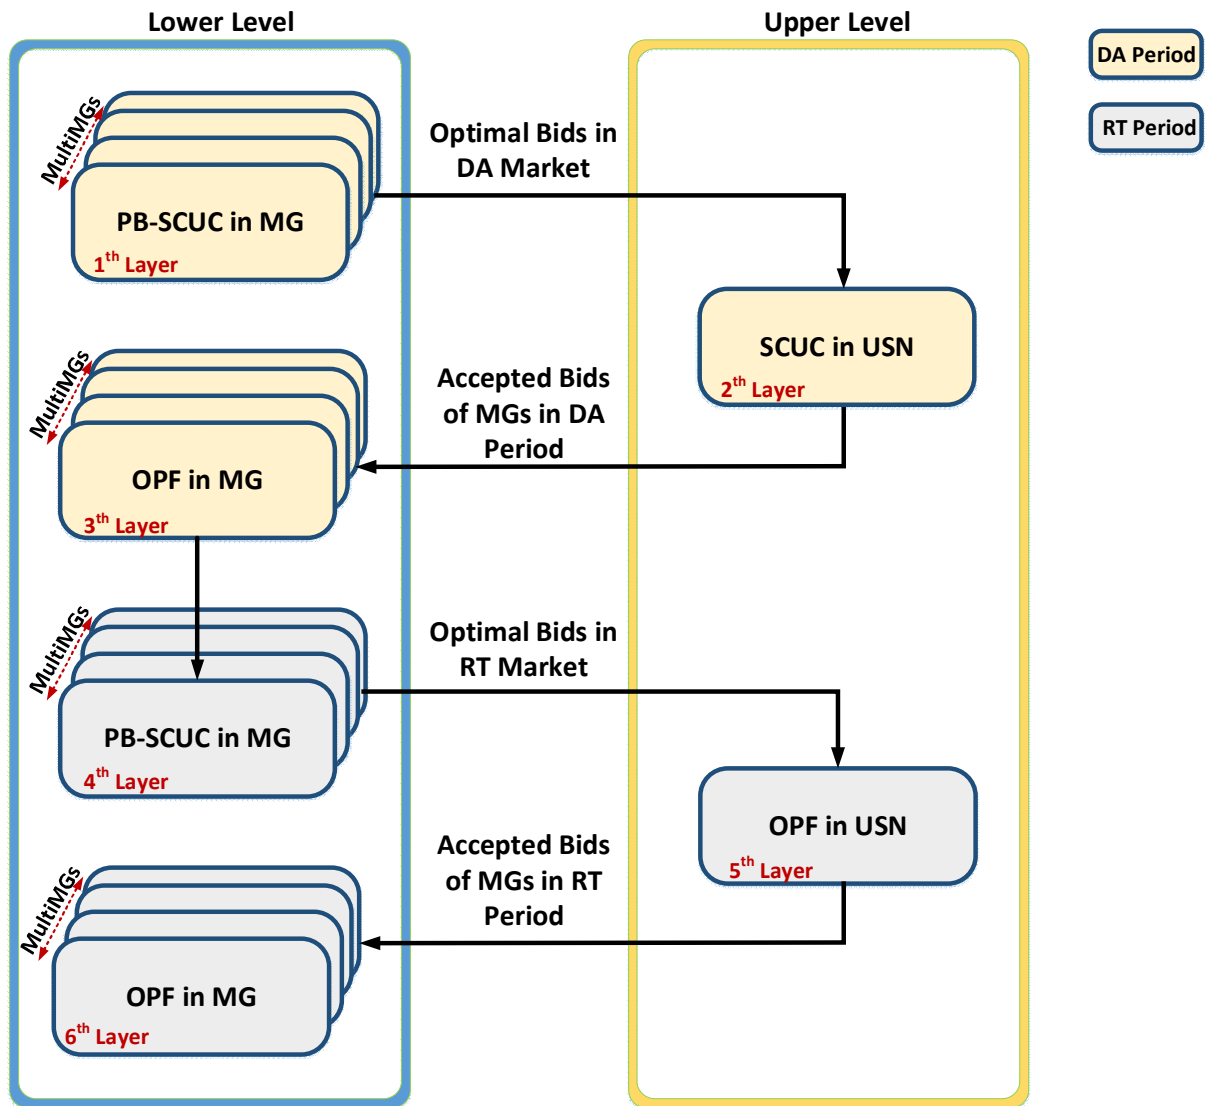 Lower Level
Upper Level
DA Period
RT Period
MultiMGs
PB-SCUC in MG
1th Layer
Optimal Bids in
DA Market
SCUC in USN
2th Layer
MultiMGs
OPF in MG
3th Layer
Accepted Bids
of MGs in DA
Period
MultiMGs
PB-SCUC in MG
4th Layer
Optimal Bids in
RT Market
OPF in USN
5th Layer
Accepted Bids
of MGs in RT
Period
MultiMGs
OPF in MG
6th Layer